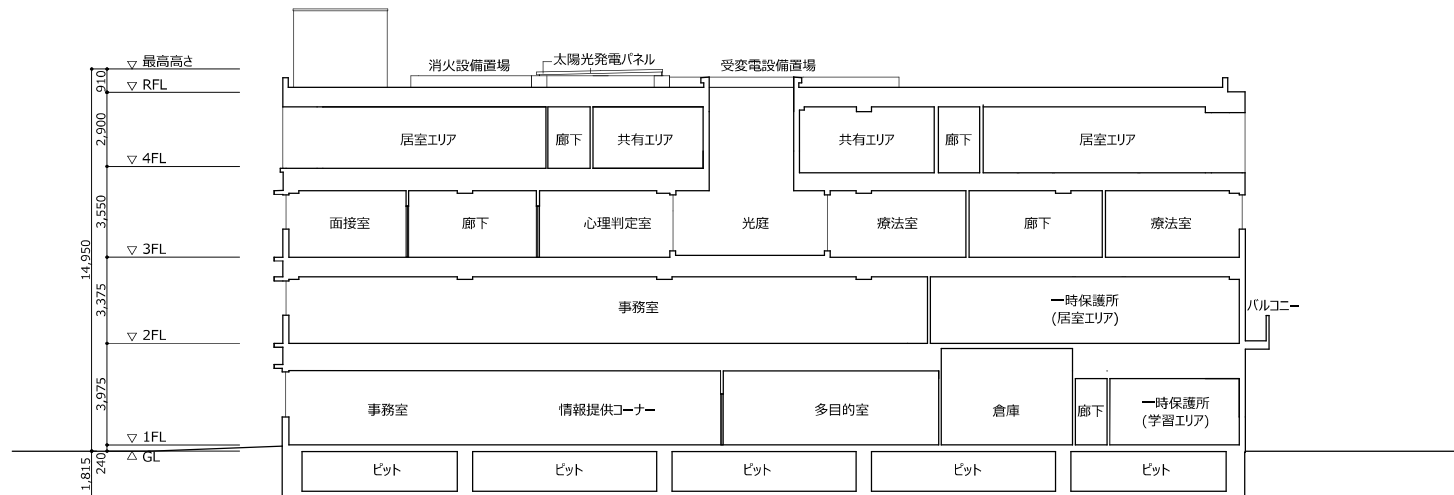 消火設備置場
太陽光発電パネル
受変電設備置場
▽ 最高高さ
910
▽ RFL
2,900
居室エリア
廊下
共有エリア
共有エリア
廊下
居室エリア
▽ 4FL
3,550
面接室
廊下
心理判定室
光庭
療法室
廊下
療法室
▽ 3FL
14,950
3,375
事務室
一時保護所
(居室エリア)
バルコニー
▽ 2FL
3,975
事務室
情報提供コーナー
多目的室
倉庫
廊下
一時保護所
(学習エリア)
▽ 1FL
△ GL
240
1,815
ピット
ピット
ピット
ピット
ピット